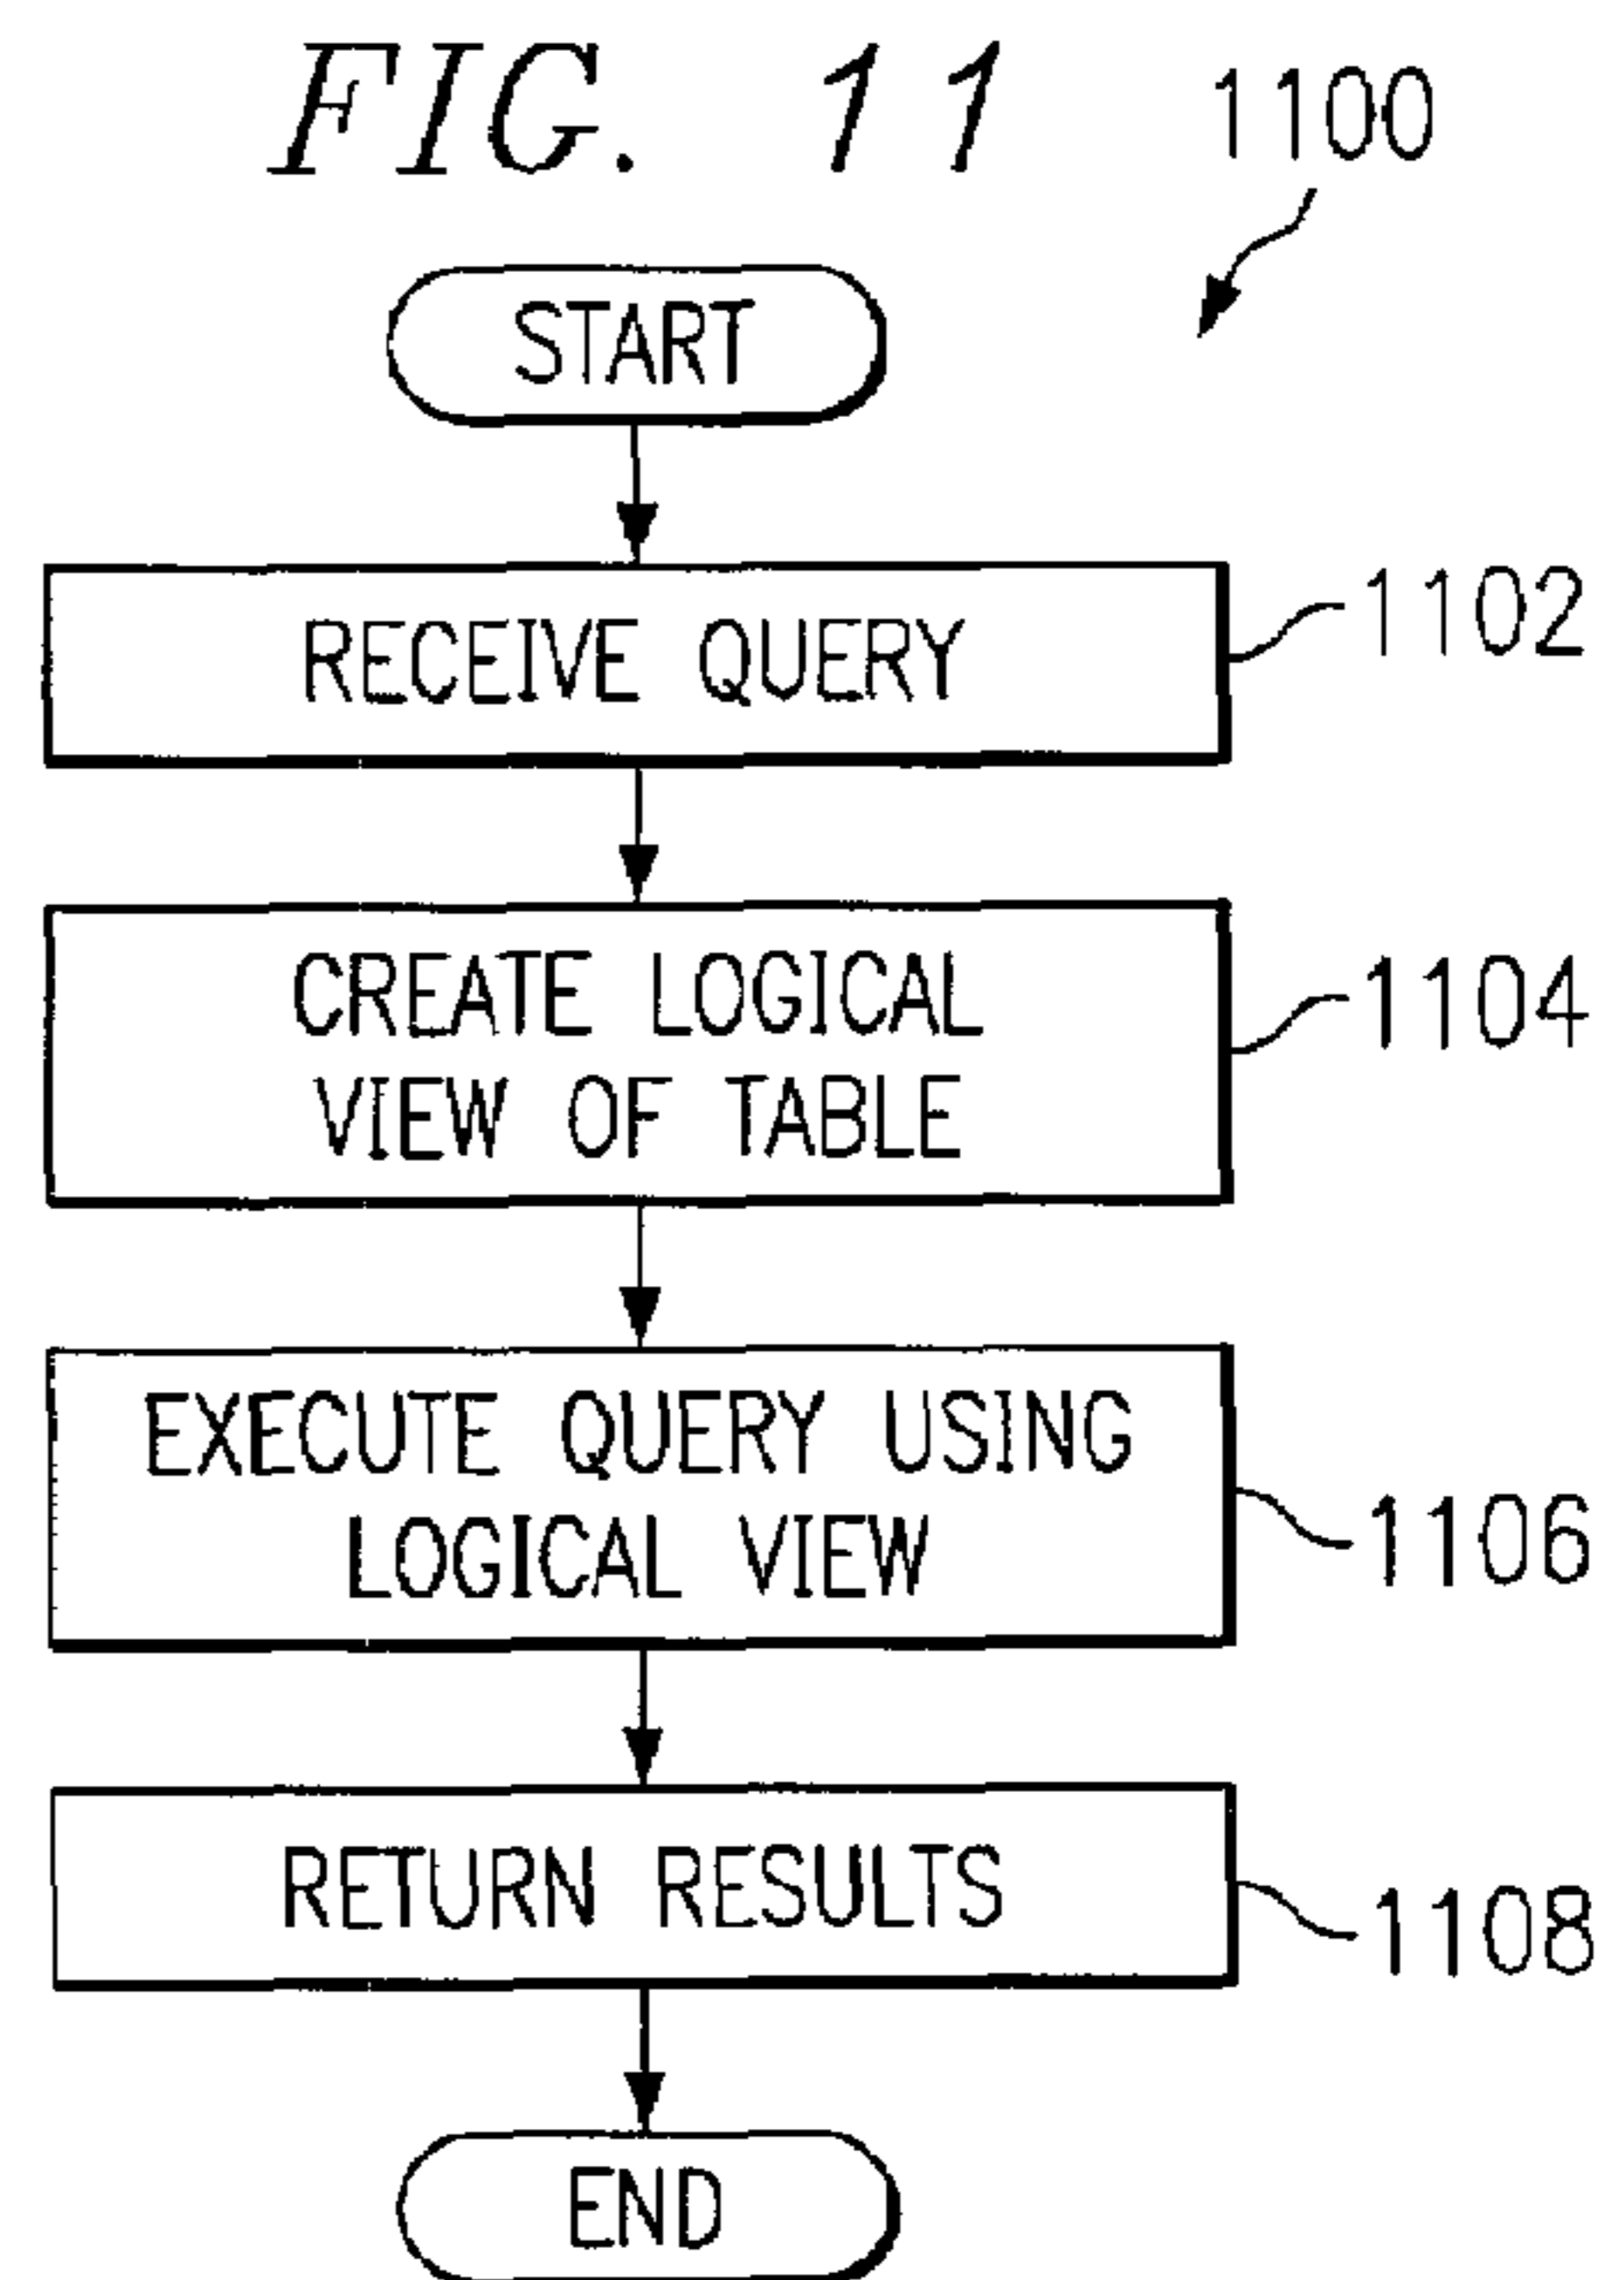 FIG. 11
1100
START
RECEIVE QUERY
1102
CREATE LOGICAL
VIEW OF TABLE
1104
EXECUTE QUERY USING
LOGICAL VIEW
1106
RETURN RESULTS
1108
END